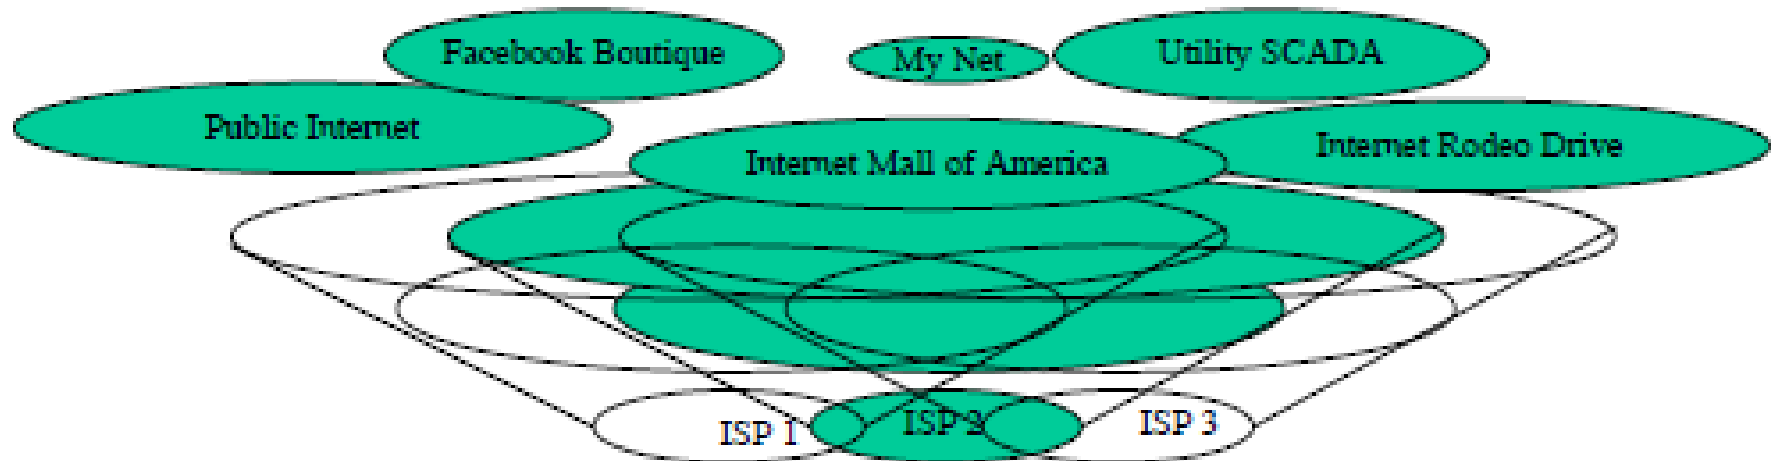 Facebook Boutique
My Net
Utility SCADA
Public Internet
Internet Mall of America
Internet Rodeo Drive
ISP 1
ISP 2
ISP 3